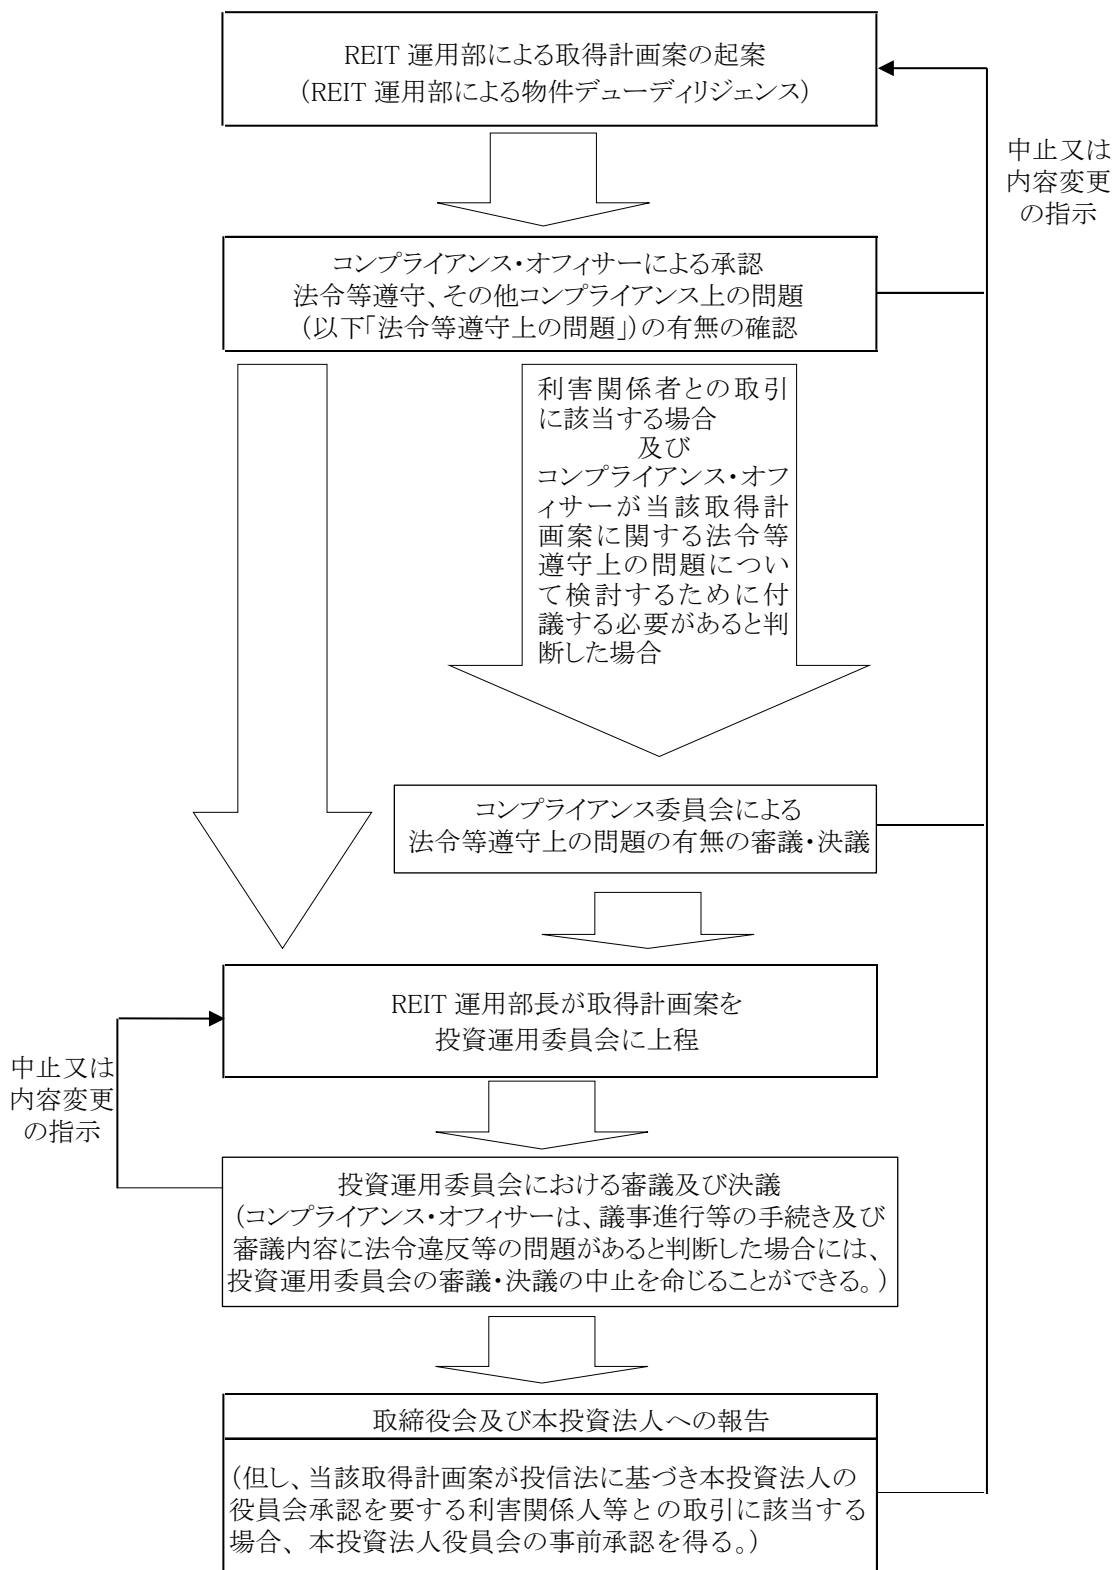 REIT 運用部による取得計画案の起案
（REIT 運用部による物件デューディリジェンス）
中止又は
内容変更
の指示
コンプライアンス・オフィサーによる承認
法令等遵守、その他コンプライアンス上の問題
（以下「法令等遵守上の問題」）の有無の確認
利害関係者との取引
に該当する場合
及び
コンプライアンス・オフ
ィサーが当該取得計
画案に関する法令等
遵守上の問題につい
て検討するために付
議する必要があると判
断した場合
コンプライアンス委員会による
法令等遵守上の問題の有無の審議・決議
REIT 運用部長が取得計画案を
投資運用委員会に上程
中止又は
内容変更
の指示
投資運用委員会における審議及び決議
（コンプライアンス・オフィサーは、議事進行等の手続き及び
審議内容に法令違反等の問題があると判断した場合には、
投資運用委員会の審議・決議の中止を命じることができる。）
取締役会及び本投資法人への報告
（但し、当該取得計画案が投信法に基づき本投資法人の
役員会承認を要する利害関係人等との取引に該当する
場合、本投資法人役員会の事前承認を得る。）